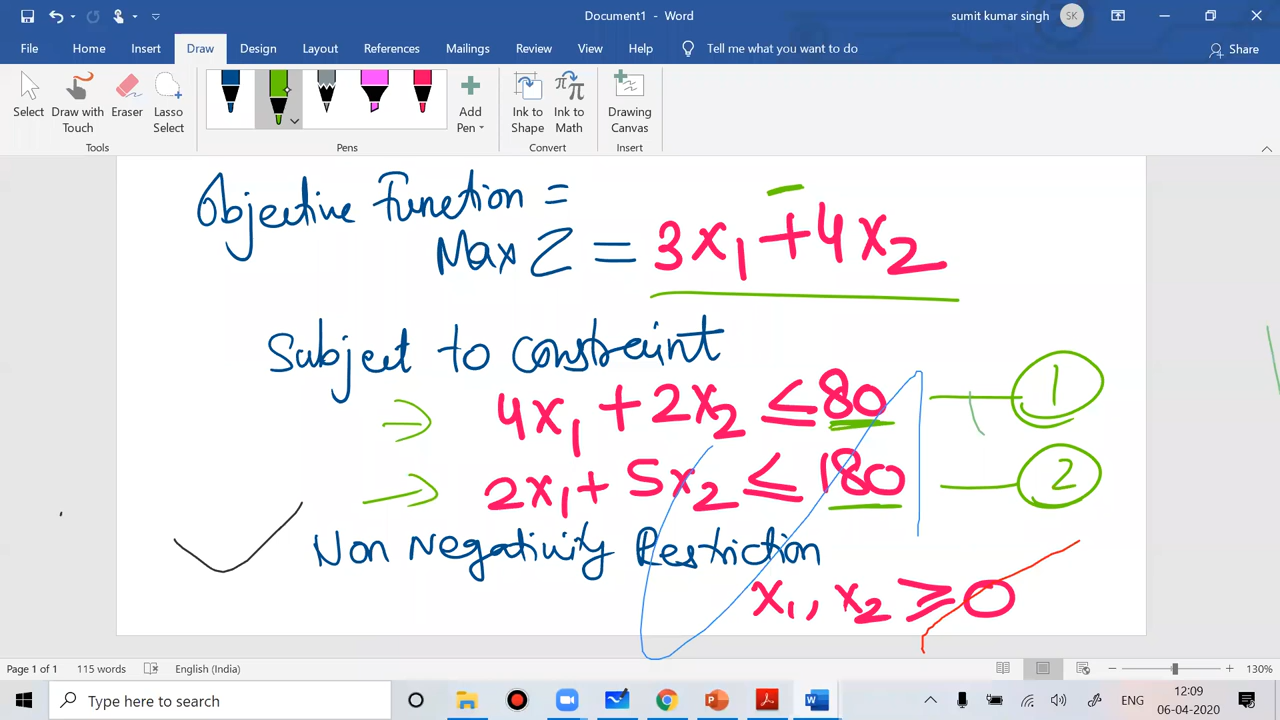 Document1 - Word
sumit kumar singh SK
File Home Insert Draw Design Layout References Mailings Review View Help Tell me what you want to do Share
Select Draw with Touch Eraser Lasso Select Add Pen Ink to Shape Ink to Math Drawing Canvas
Tools Pens Convert Insert
Objective Function =
Max Z = 3x₁ + 4x₂
Subject to constraint
⇒ 4x₁ + 2x₂ ≤ 80 — 1
⇒ 2x₁ + 5x₂ ≤ 180 — 2
Non Negativity Restriction
x₁, x₂ ≥ 0
Page 1 of 1 115 words English (India) 130%
Type here to search
ENG 12:09
06-04-2020